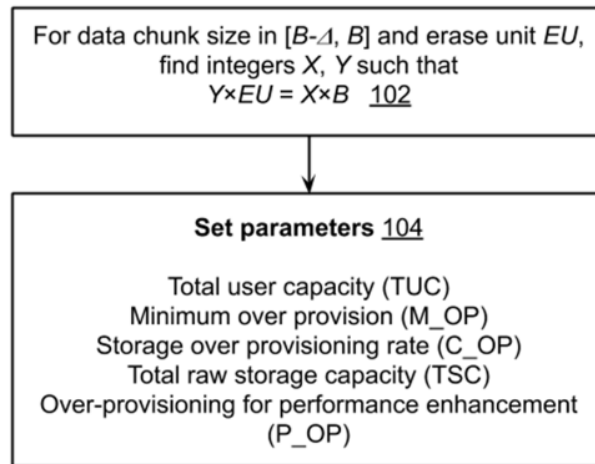 For data chunk size in [B-Δ, B] and erase unit EU,
find integers X, Y such that
Y×EU = X×B 102
Set parameters 104
Total user capacity (TUC)
Minimum over provision (M_OP)
Storage over provisioning rate (C_OP)
Total raw storage capacity (TSC)
Over-provisioning for performance enhancement
(P_OP)